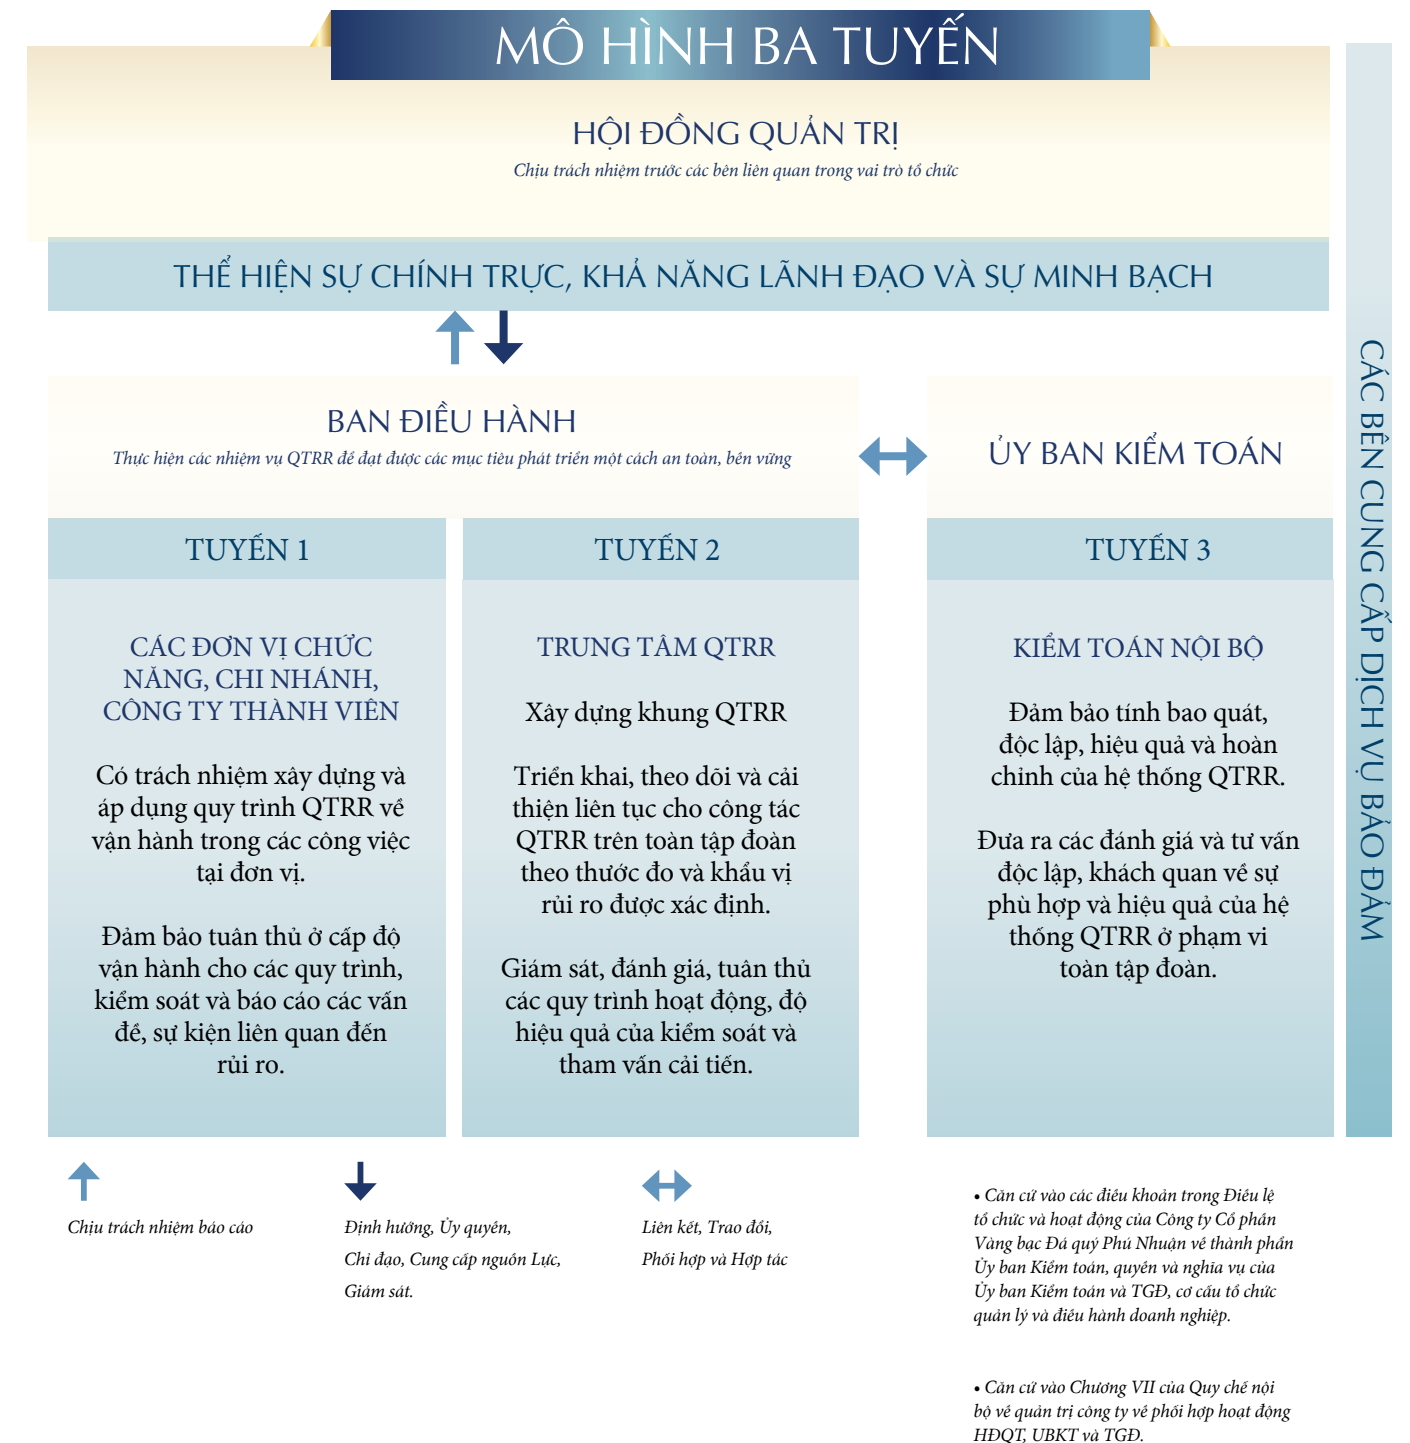 MÔ HÌNH BA TUYẾN
HỘI ĐỒNG QUẢN TRỊ
Chịu trách nhiệm trước các bên liên quan trong vai trò tổ chức
THỂ HIỆN SỰ CHÍNH TRỰC, KHẢ NĂNG LÃNH ĐẠO VÀ SỰ MINH BẠCH
BAN ĐIỀU HÀNH
Thực hiện các nhiệm vụ QTRR để đạt được các mục tiêu phát triển một cách an toàn, bền vững
ỦY BAN KIỂM TOÁN
TUYẾN 1
CÁC ĐƠN VỊ CHỨC
NĂNG, CHI NHÁNH,
CÔNG TY THÀNH VIÊN
Có trách nhiệm xây dựng và
áp dụng quy trình QTRR về
vận hành trong các công việc
tại đơn vị.
Đảm bảo tuân thủ ở cấp độ
vận hành cho các quy trình,
kiểm soát và báo cáo các vấn
đề, sự kiện liên quan đến
rủi ro.
TUYẾN 2
TRUNG TÂM QTRR
Xây dựng khung QTRR
Triển khai, theo dõi và cải
thiện liên tục cho công tác
QTRR trên toàn tập đoàn
theo thước đo và khẩu vị
rủi ro được xác định.
Giám sát, đánh giá, tuân thủ
các quy trình hoạt động, độ
hiệu quả của kiểm soát và
tham vấn cải tiến.
TUYẾN 3
KIỂM TOÁN NỘI BỘ
Đảm bảo tính bao quát,
độc lập, hiệu quả và hoàn
chỉnh của hệ thống QTRR.
Đưa ra các đánh giá và tư vấn
độc lập, khách quan về sự
phù hợp và hiệu quả của hệ
thống QTRR ở phạm vi
toàn tập đoàn.
CÁC BÊN CUNG CẤP DỊCH VỤ BẢO ĐẢM
Chịu trách nhiệm báo cáo
Định hướng, Ủy quyền,
Chỉ đạo, Cung cấp nguồn Lực,
Giám sát.
Liên kết, Trao đổi,
Phối hợp và Hợp tác
• Căn cứ vào các điều khoản trong Điều lệ
tổ chức và hoạt động của Công ty Cổ phần
Vàng bạc Đá quý Phú Nhuận về thành phần
Ủy ban Kiểm toán, quyền và nghĩa vụ của
Ủy ban Kiểm toán và TGĐ, cơ cấu tổ chức
quản lý và điều hành doanh nghiệp.
• Căn cứ vào Chương VII của Quy chế nội
bộ về quản trị công ty về phối hợp hoạt động
HĐQT, UBKT và TGĐ.